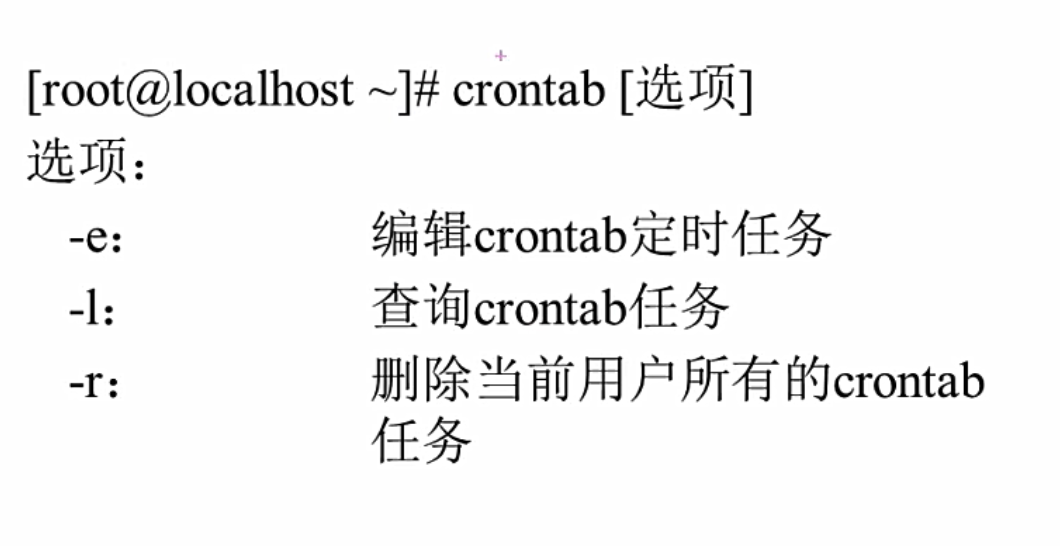 [root@localhost ~]# crontab [选项]
选项：
-e： 编辑crontab定时任务
-l： 查询crontab任务
-r： 删除当前用户所有的crontab
任务